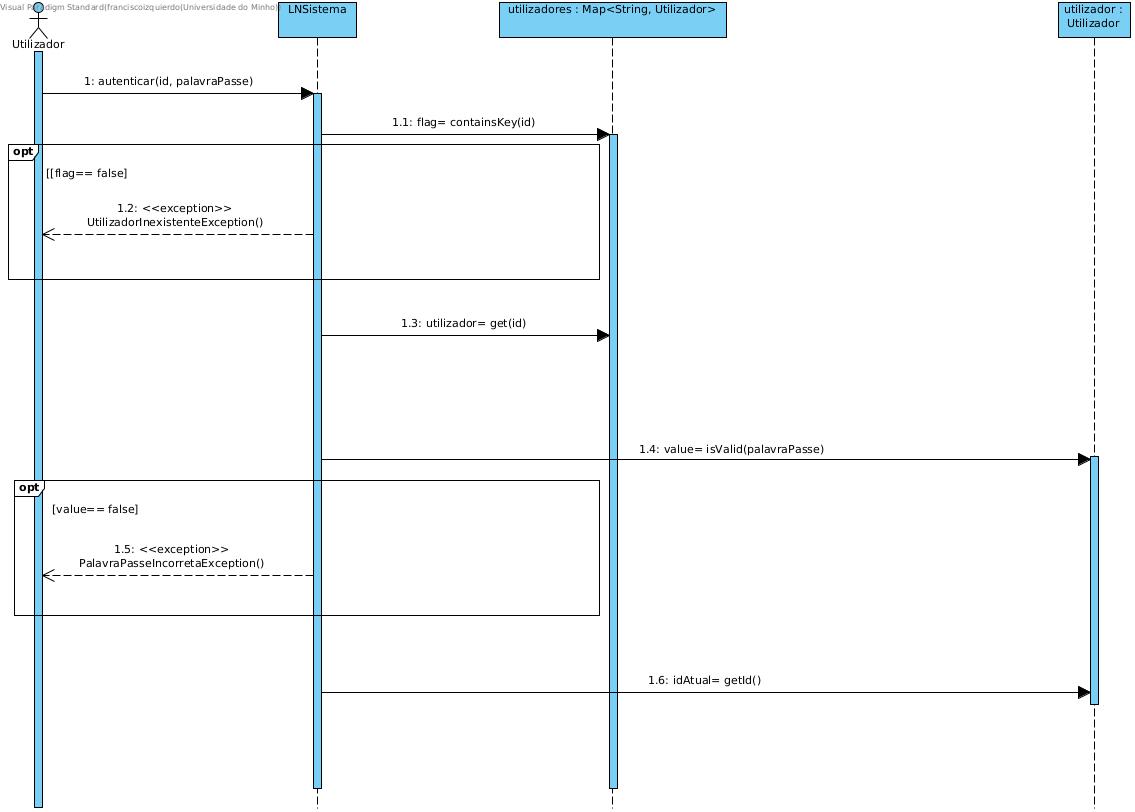 Visual Paradigm Standard(franciscoizquierdo(Universidade do Minho))
LNSistema
utilizadores : Map<String, Utilizador>
utilizador :
Utilizador
Utilizador
1: autenticar(id, palavraPasse)
1.1: flag= containsKey(id)
opt
[[flag== false]
1.2: <<exception>>
UtilizadorInexistenteException()
1.3: utilizador= get(id)
1.4: value= isValid(palavraPasse)
opt
[value== false]
1.5: <<exception>>
PalavraPasseIncorretaException()
1.6: idAtual= getId()